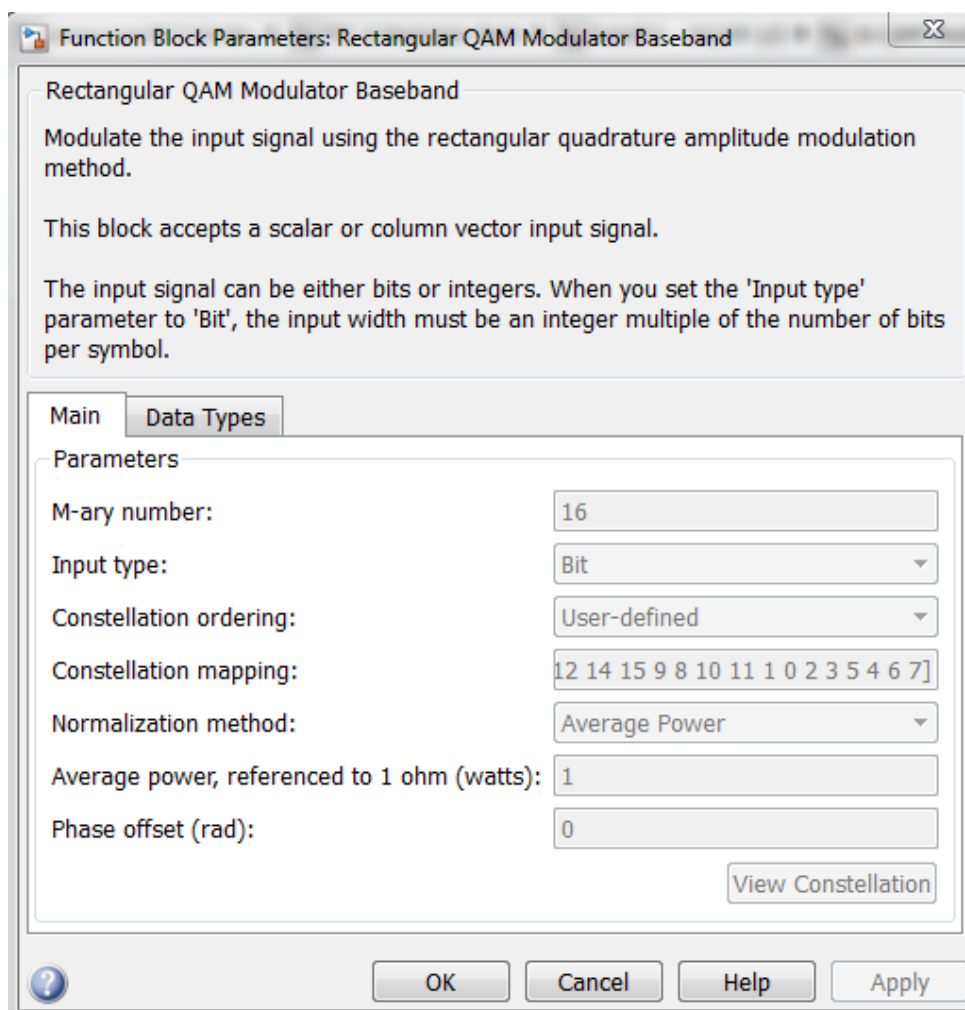 Function Block Parameters: Rectangular QAM Modulator Baseband
Rectangular QAM Modulator Baseband
Modulate the input signal using the rectangular quadrature amplitude modulation
method.
This block accepts a scalar or column vector input signal.
The input signal can be either bits or integers. When you set the 'Input type'
parameter to 'Bit', the input width must be an integer multiple of the number of bits
per symbol.
Main Data Types
Parameters
M-ary number: 16
Input type: Bit
Constellation ordering: User-defined
Constellation mapping: 12 14 15 9 8 10 11 1 0 2 3 5 4 6 7]
Normalization method: Average Power
Average power, referenced to 1 ohm (watts): 1
Phase offset (rad): 0
View Constellation
OK Cancel Help Apply